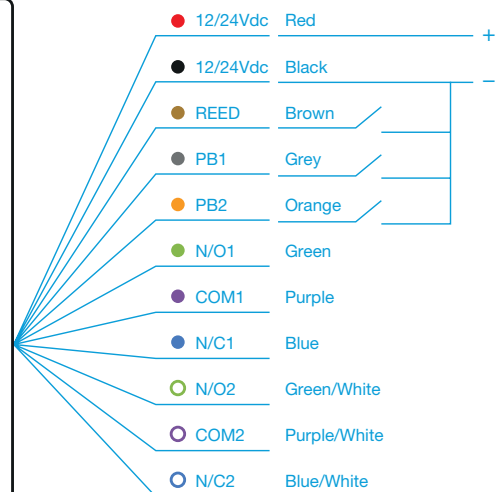 12/24Vdc Red +
12/24Vdc Black –
REED Brown
PB1 Grey
PB2 Orange
N/O1 Green
COM1 Purple
N/C1 Blue
N/O2 Green/White
COM2 Purple/White
N/C2 Blue/White